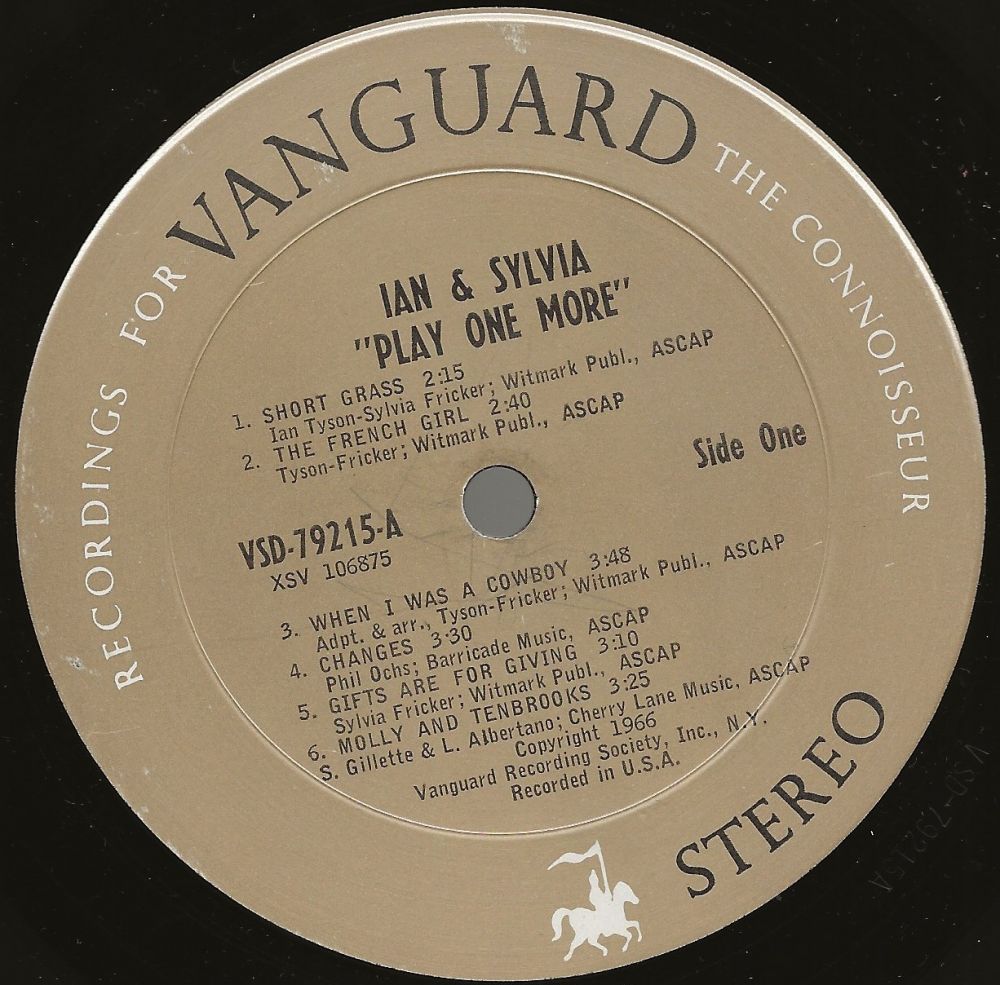 RECORDINGS FOR VANGUARD THE CONNOISSEUR
IAN & SYLVIA
"PLAY ONE MORE"
1. SHORT GRASS 2:15
Ian Tyson-Sylvia Fricker; Witmark Publ., ASCAP
2. THE FRENCH GIRL 2:40
Tyson-Fricker; Witmark Publ., ASCAP
Side One
VSD-79215-A
XSV 106875
3. WHEN I WAS A COWBOY 3:48
Adpt. & arr., Tyson-Fricker; Witmark Publ., ASCAP
4. CHANGES 3:30
Phil Ochs; Barricade Music, ASCAP
5. GIFTS ARE FOR GIVING 3:10
Sylvia Fricker; Witmark Publ., ASCAP
6. MOLLY AND TENBROOKS 3:25
S. Gillette & L. Albertano; Cherry Lane Music, ASCAP
Copyright 1966
Vanguard Recording Society, Inc., N.Y.
Recorded in U.S.A.
STEREO
VSD-79215A